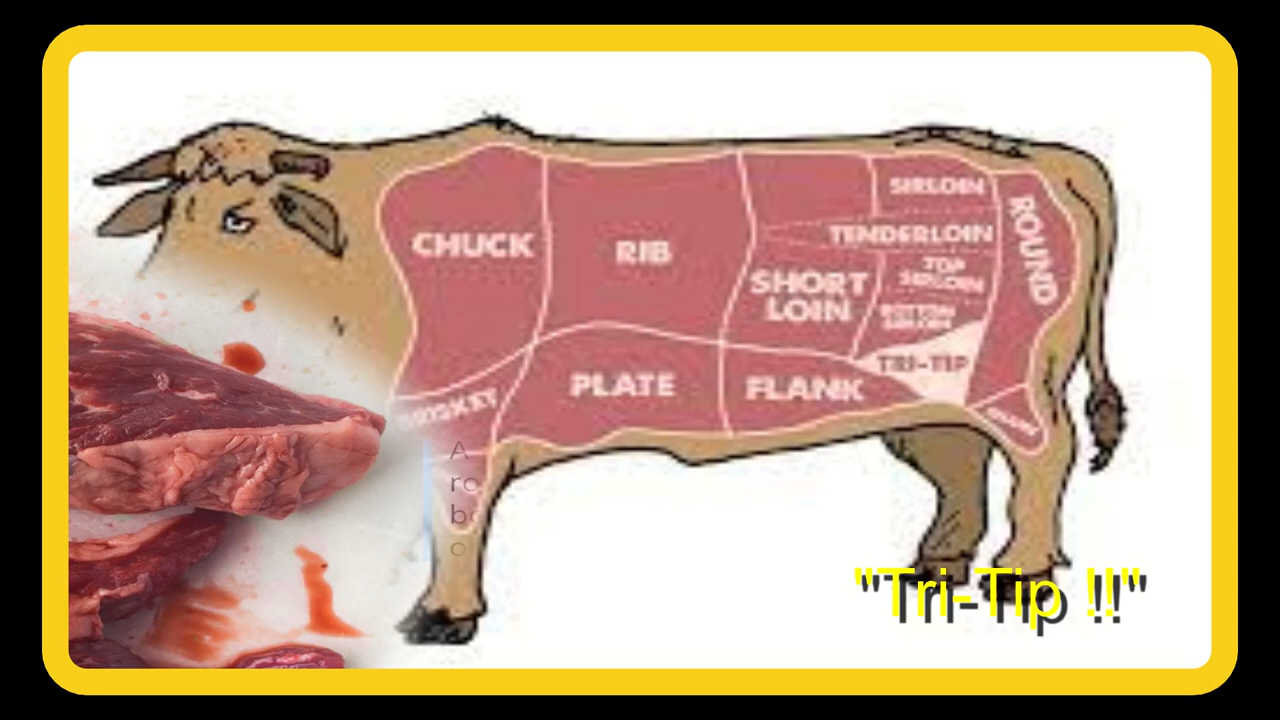 CHUCK
RIB
SHORT
LOIN
SIRLOIN
TENDERLOIN
TOP
SIRLOIN
BOTTOM
SIRLOIN
TRI-TIP
ROUND
BRISKET
PLATE
FLANK
"Tri-Tip !!"